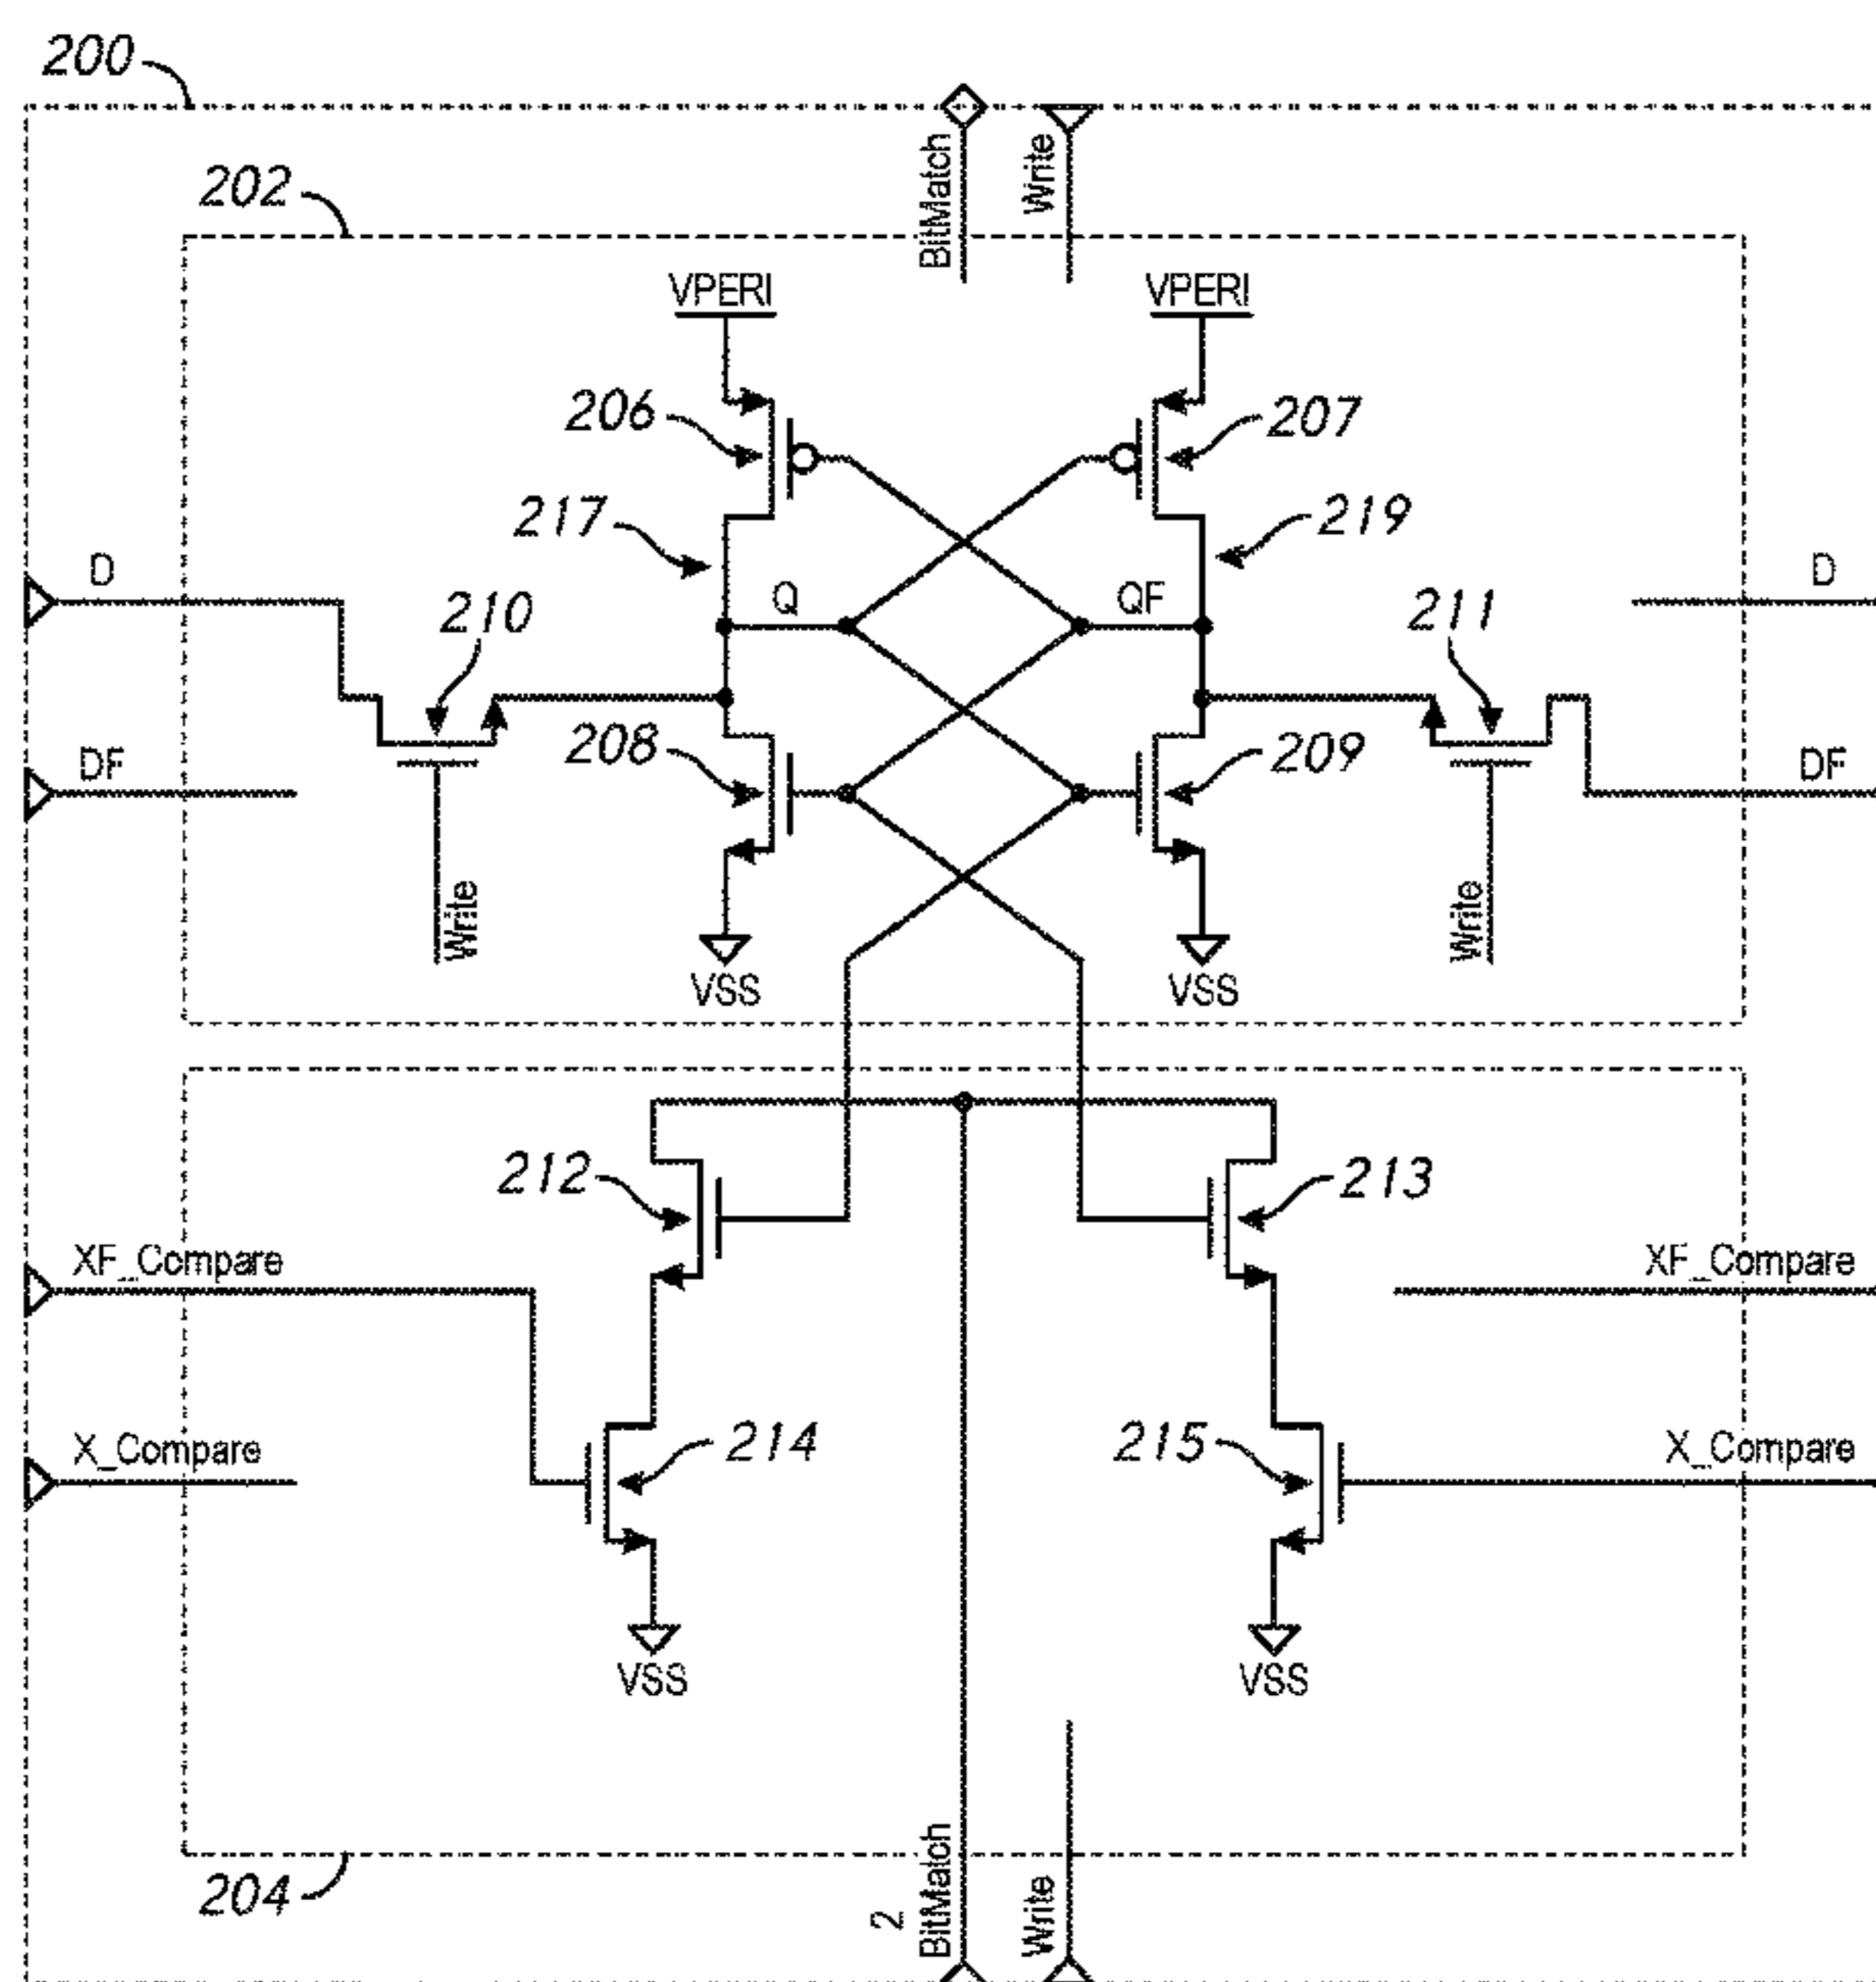 200
BitMatch
Write
202
VPERI
VPERI
206
207
217
219
D
Q
QF
D
210
211
DF
208
209
DF
Write
Write
VSS
VSS
212
213
XF_Compare
XF_Compare
X_Compare
214
215
X_Compare
VSS
VSS
204
2
BitMatch
Write